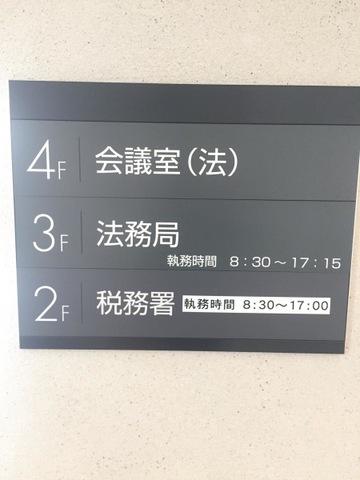 4F 会議室(法)
3F 法務局
執務時間 8:30~17:15
2F 税務署 執務時間 8:30~17:00